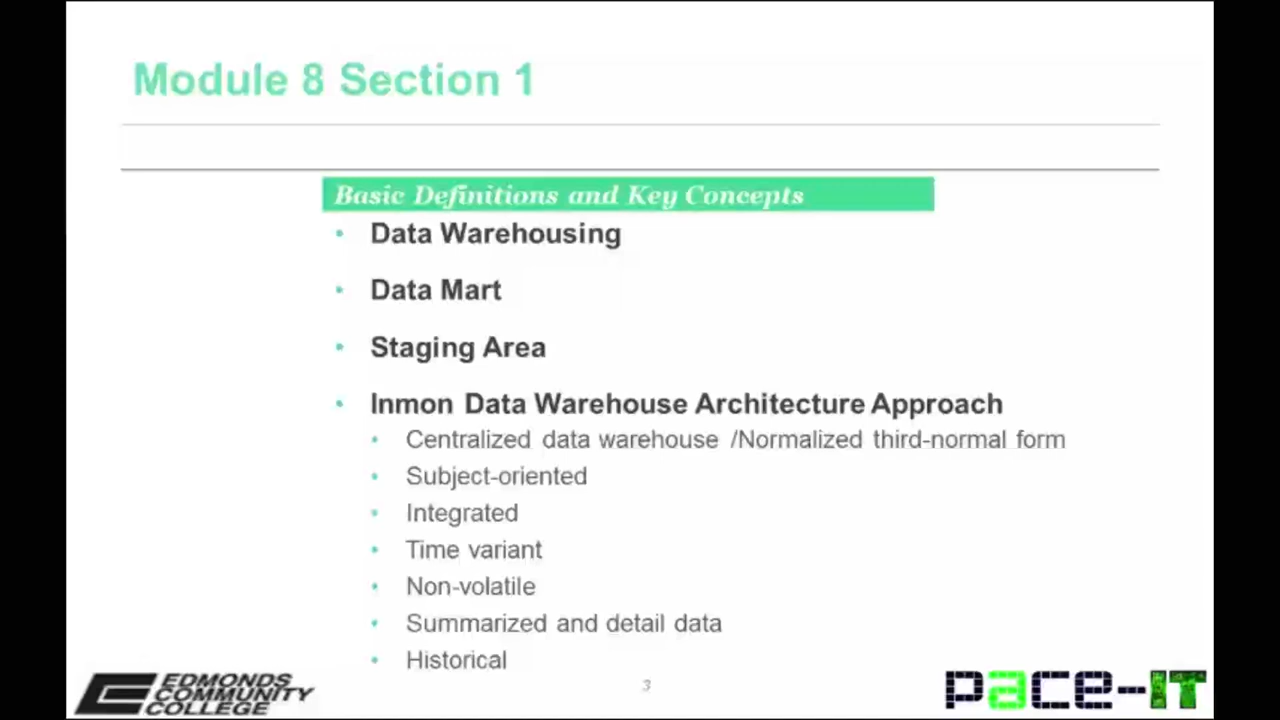 Module 8 Section 1
Basic Definitions and Key Concepts
• Data Warehousing
• Data Mart
• Staging Area
• Inmon Data Warehouse Architecture Approach
• Centralized data warehouse /Normalized third-normal form
• Subject-oriented
• Integrated
• Time variant
• Non-volatile
• Summarized and detail data
• Historical
EDMONDS
COMMUNITY
COLLEGE
3
pace-IT